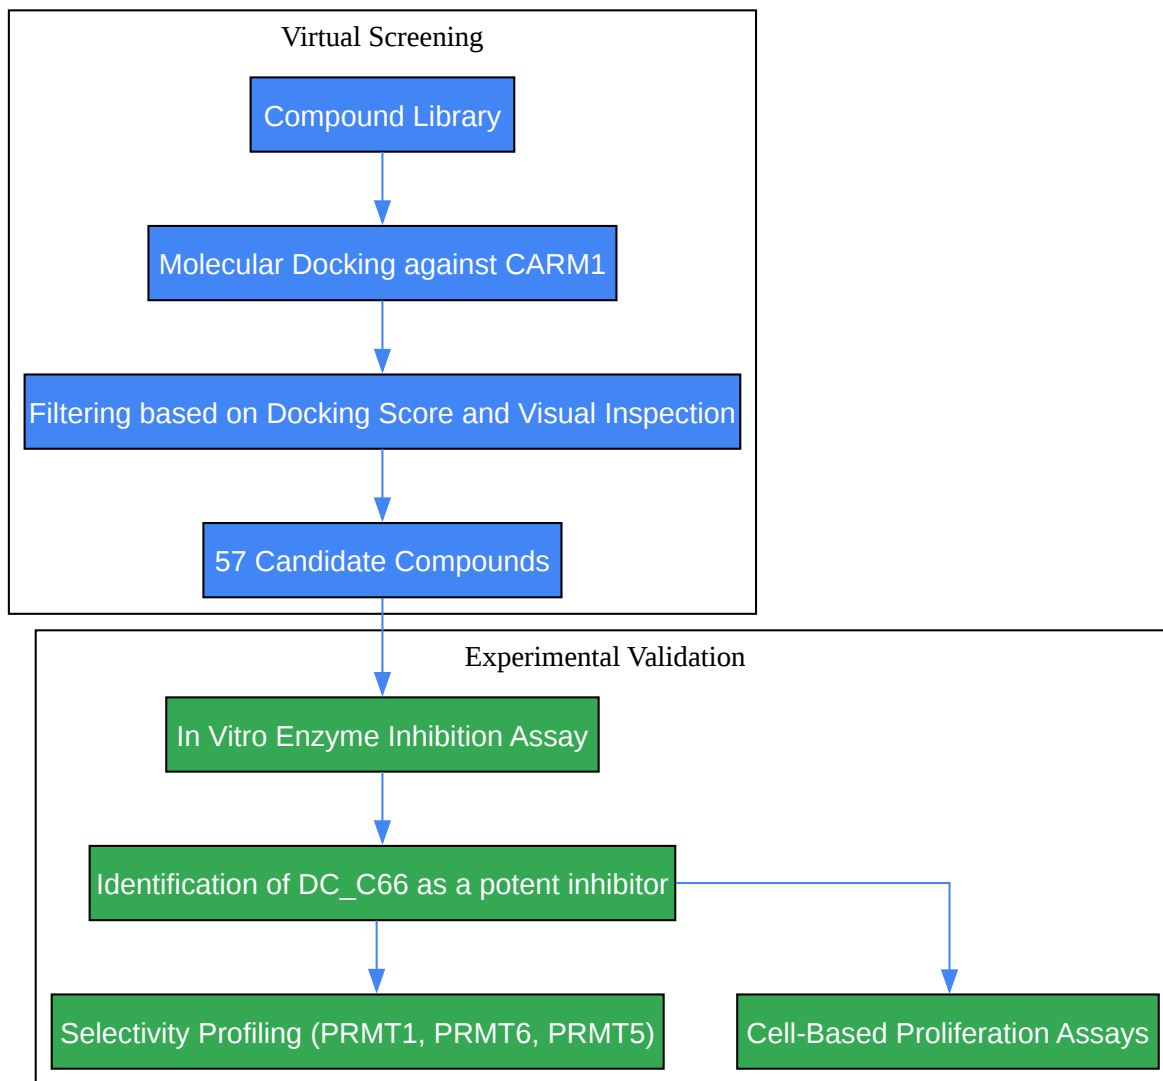 Virtual Screening
Compound Library
Molecular Docking against CARM1
Filtering based on Docking Score and Visual Inspection
57 Candidate Compounds
Experimental Validation
In Vitro Enzyme Inhibition Assay
Identification of DC_C66 as a potent inhibitor
Selectivity Profiling (PRMT1, PRMT6, PRMT5)
Cell-Based Proliferation Assays